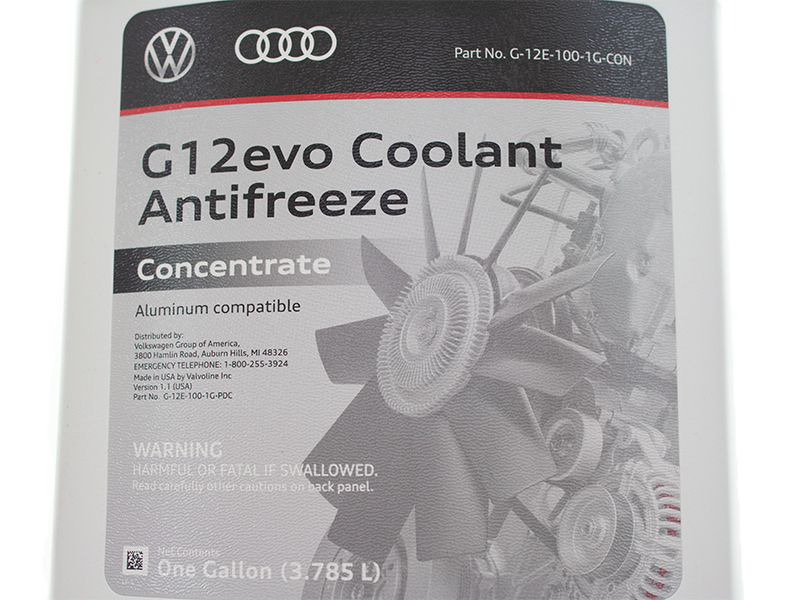 VW
Part No. G-12E-100-1G-CON
G12evo Coolant
Antifreeze
Concentrate
Aluminum compatible
Distributed by:
Volkswagen Group of America,
3800 Hamlin Road, Auburn Hills, MI 48326
EMERGENCY TELEPHONE: 1-800-255-3924
Made in USA by Valvoline Inc
Version 1.1 (USA)
Part No. G-12E-100-1G-PDC
WARNING
HARMFUL OR FATAL IF SWALLOWED.
Read carefully other cautions on back panel.
Net Contents
One Gallon (3.785 L)